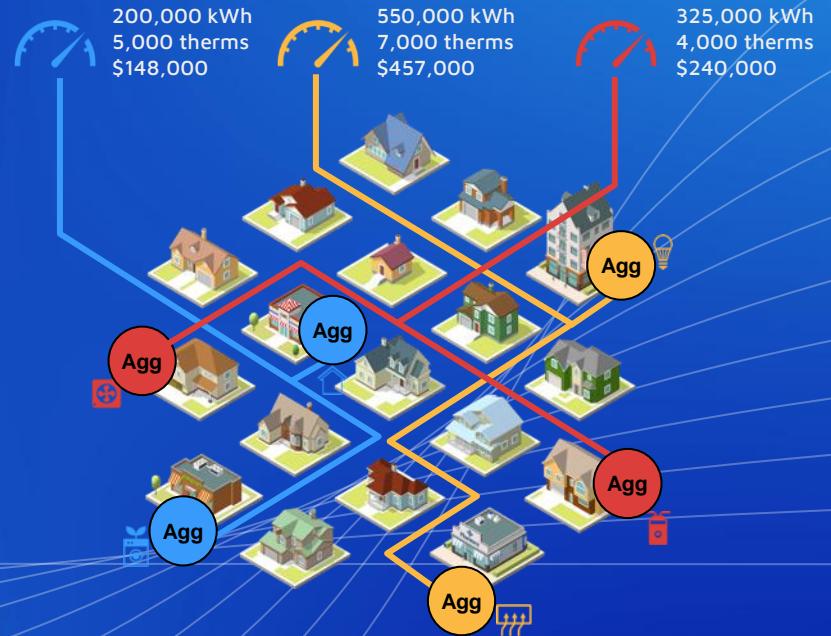 200,000 kWh
5,000 therms
$148,000
550,000 kWh
7,000 therms
$457,000
325,000 kWh
4,000 therms
$240,000
Agg
Agg
Agg
Agg
Agg
Agg